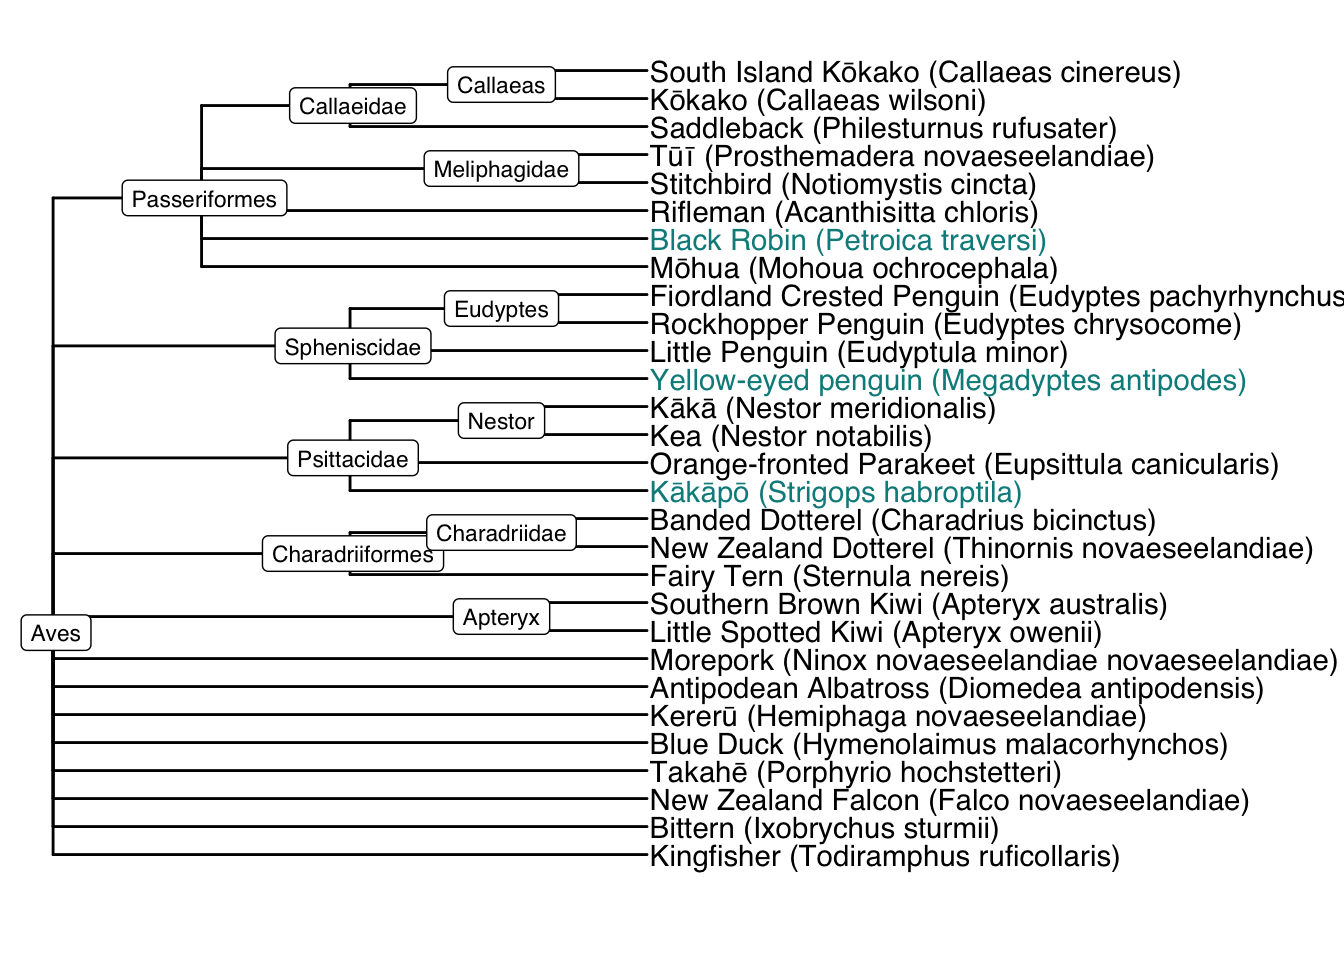 South Island Kōkako (Callaeas cinereus)
Callaeas
Kōkako (Callaeas wilsoni)
Callaeidae
Saddleback (Philesturnus rufusater)
Tūī (Prosthemadera novaeseelandiae)
Meliphagidae
Stitchbird (Notiomystis cincta)
Passeriformes
Rifleman (Acanthisitta chloris)
Black Robin (Petroica traversi)
Mōhua (Mohoua ochrocephala)
Fiordland Crested Penguin (Eudyptes pachyrhynchus
Eudyptes
Rockhopper Penguin (Eudyptes chrysocome)
Spheniscidae
Little Penguin (Eudyptula minor)
Yellow-eyed penguin (Megadyptes antipodes)
Kākā (Nestor meridionalis)
Nestor
Kea (Nestor notabilis)
Psittacidae
Orange-fronted Parakeet (Eupsittula canicularis)
Kākāpō (Strigops habroptila)
Banded Dotterel (Charadrius bicinctus)
Charadriidae
New Zealand Dotterel (Thinornis novaeseelandiae)
Charadriiformes
Fairy Tern (Sternula nereis)
Southern Brown Kiwi (Apteryx australis)
Apteryx
Little Spotted Kiwi (Apteryx owenii)
Aves
Morepork (Ninox novaeseelandiae novaeseelandiae)
Antipodean Albatross (Diomedea antipodensis)
Kererū (Hemiphaga novaeseelandiae)
Blue Duck (Hymenolaimus malacorhynchos)
Takahē (Porphyrio hochstetteri)
New Zealand Falcon (Falco novaeseelandiae)
Bittern (Ixobrychus sturmii)
Kingfisher (Todiramphus ruficollaris)